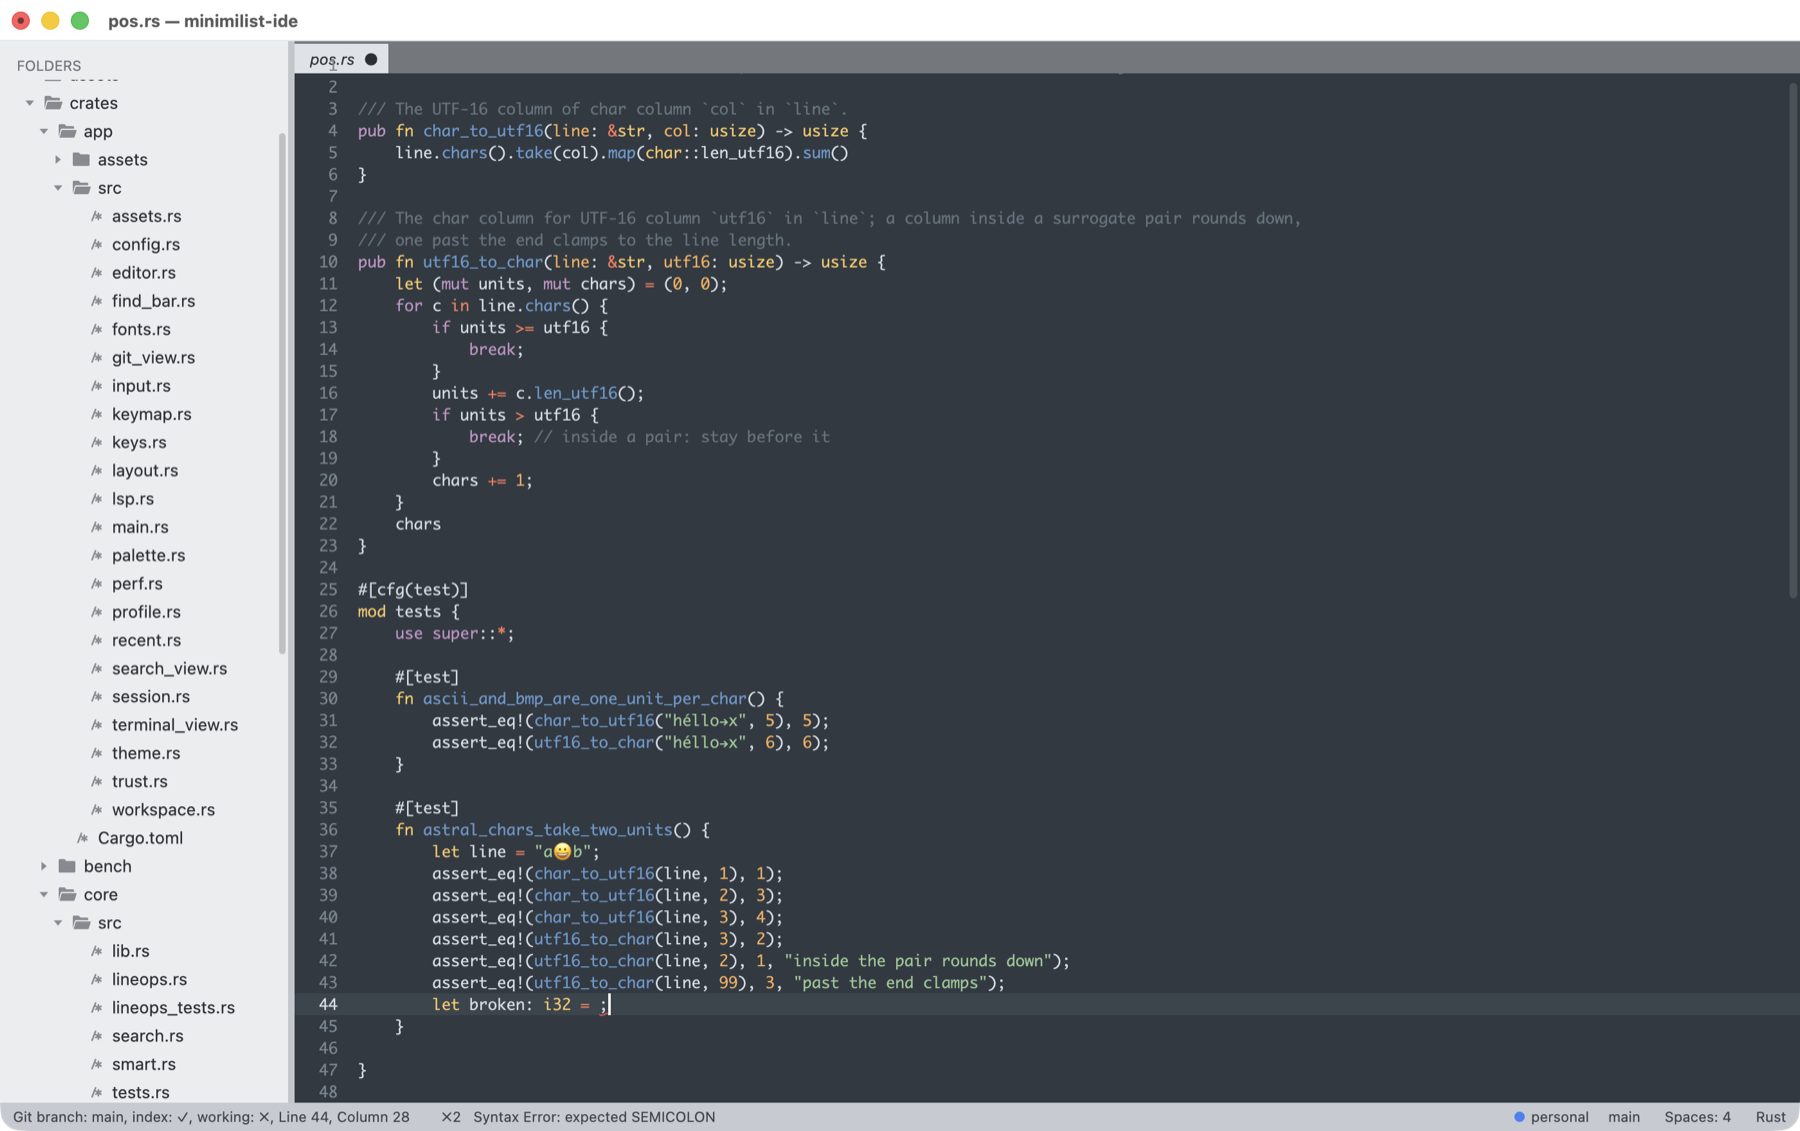 pos.rs — minimilist-ide
FOLDERS
crates
app
assets
src
assets.rs
config.rs
editor.rs
find_bar.rs
fonts.rs
git_view.rs
input.rs
keymap.rs
keys.rs
layout.rs
lsp.rs
main.rs
palette.rs
perf.rs
profile.rs
recent.rs
search_view.rs
session.rs
terminal_view.rs
theme.rs
trust.rs
workspace.rs
Cargo.toml
bench
core
src
lib.rs
lineops.rs
lineops_tests.rs
search.rs
smart.rs
tests.rs
pos.rs
1
2
3 /// The UTF-16 column of char column `col` in `line`.
4 pub fn char_to_utf16(line: &str, col: usize) -> usize {
5     line.chars().take(col).map(char::len_utf16).sum()
6 }
7
8 /// The char column for UTF-16 column `utf16` in `line`; a column inside a surrogate pair rounds down,
9 /// one past the end clamps to the line length.
10 pub fn utf16_to_char(line: &str, utf16: usize) -> usize {
11     let (mut units, mut chars) = (0, 0);
12     for c in line.chars() {
13         if units >= utf16 {
14             break;
15         }
16         units += c.len_utf16();
17         if units > utf16 {
18             break; // inside a pair: stay before it
19         }
20         chars += 1;
21     }
22     chars
23 }
24
25 #[cfg(test)]
26 mod tests {
27     use super::*;
28
29     #[test]
30     fn ascii_and_bmp_are_one_unit_per_char() {
31         assert_eq!(char_to_utf16("héllo→x", 5), 5);
32         assert_eq!(utf16_to_char("héllo→x", 6), 6);
33     }
34
35     #[test]
36     fn astral_chars_take_two_units() {
37         let line = "a😀b";
38         assert_eq!(char_to_utf16(line, 1), 1);
39         assert_eq!(char_to_utf16(line, 2), 3);
40         assert_eq!(char_to_utf16(line, 3), 4);
41         assert_eq!(utf16_to_char(line, 3), 2);
42         assert_eq!(utf16_to_char(line, 2), 1, "inside the pair rounds down");
43         assert_eq!(utf16_to_char(line, 99), 3, "past the end clamps");
44         let broken: i32 = ;
45     }
46
47 }
48
Git branch: main, index: ✓, working: ✕, Line 44, Column 28 ✕2 Syntax Error: expected SEMICOLON personal main Spaces: 4 Rust